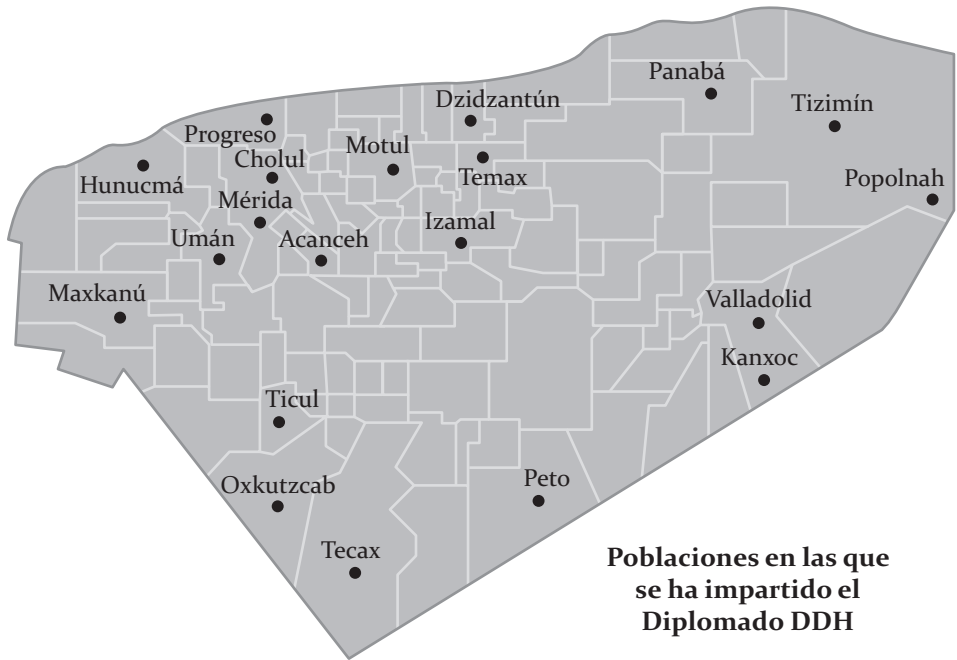 Panabá
Dzidzantún
Tizimín
Progreso
Motul
Cholul
Temax
Hunucmá
Popolnah
Mérida
Izamal
Umán
Acanceh
Maxkanú
Valladolid
Kanxoc
Ticul
Oxkutzcab
Peto
Tecax
Poblaciones en las que
se ha impartido el
Diplomado DDH